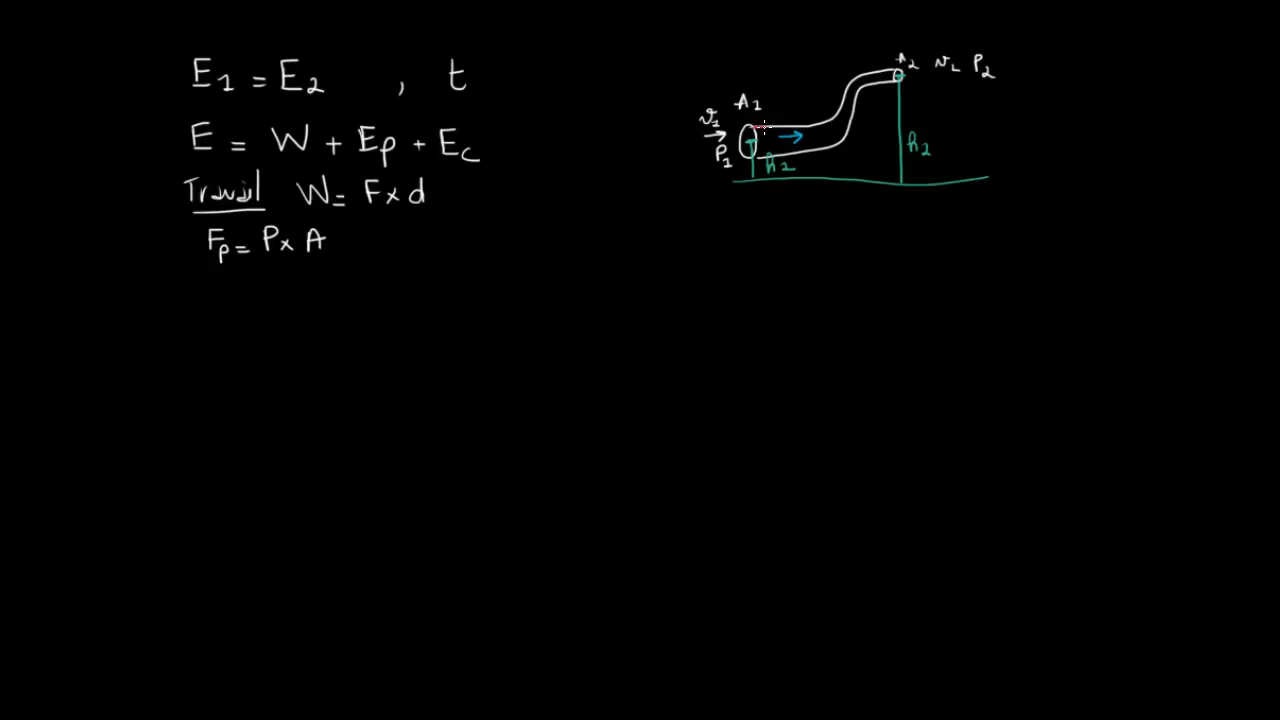 E₁ = E₂ , t
E = W + Ep + Ec
Travail W = F x d
Fp = P x A
A₂ v₂ P₂
A₁
v₁
P₁
h₁
h₂